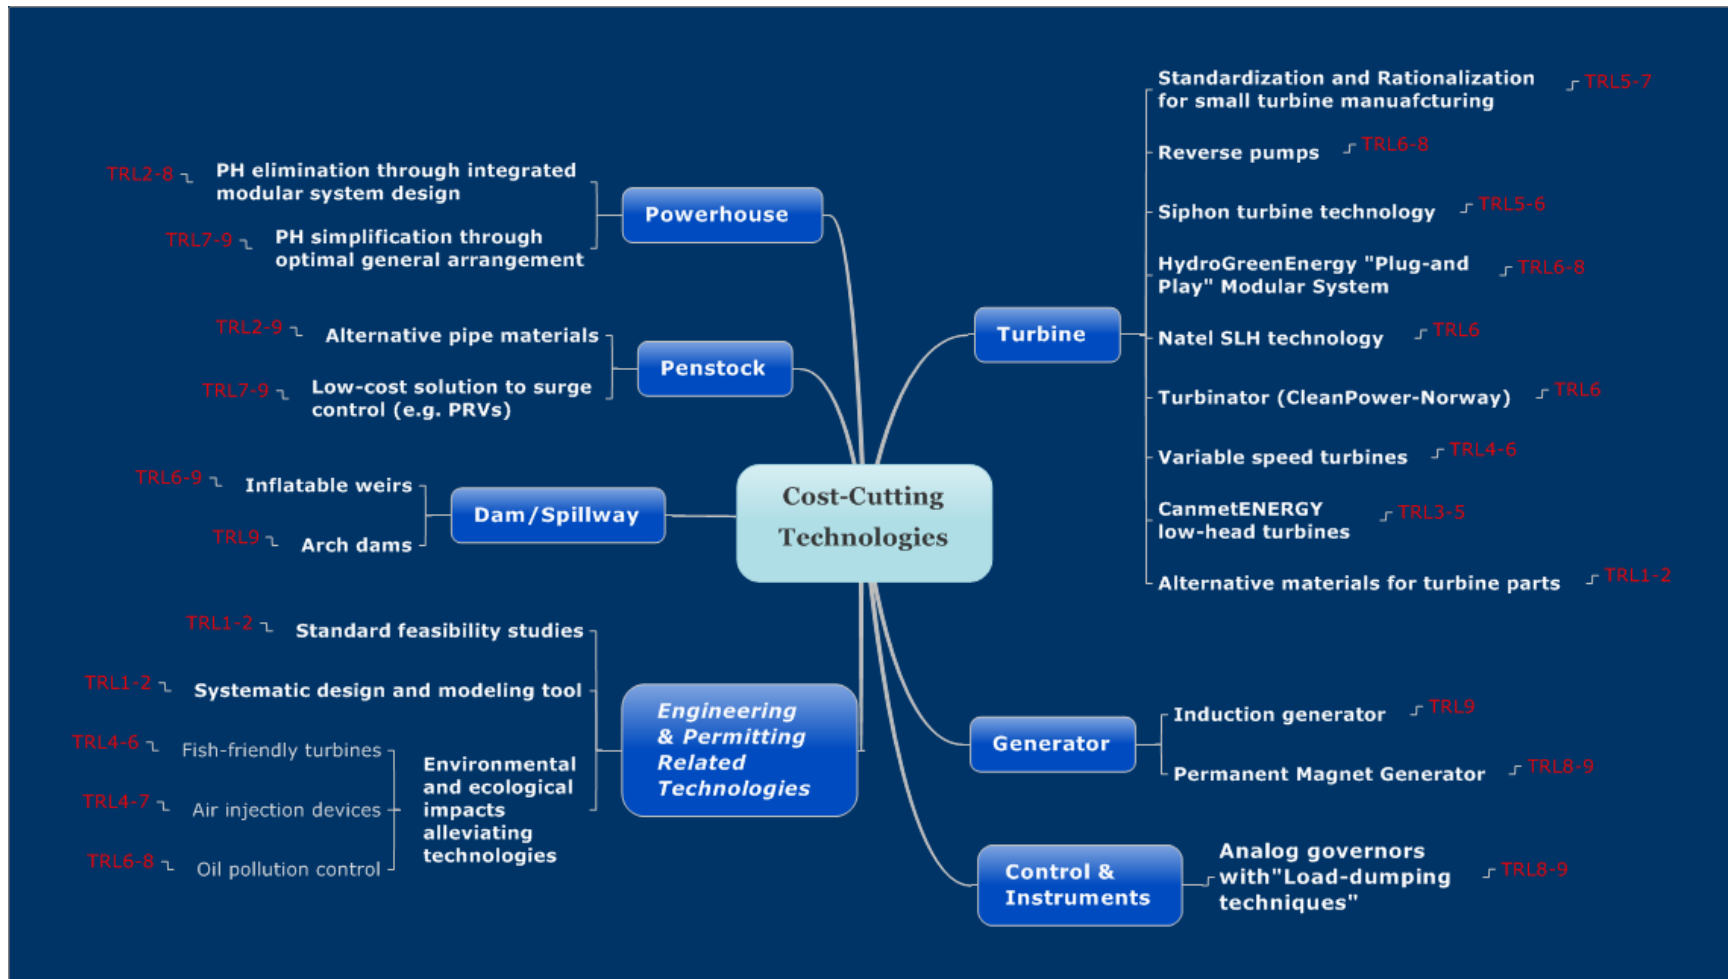 Cost-Cutting
Technologies
Powerhouse
PH elimination through integrated
modular system design
TRL2-8
PH simplification through
optimal general arrangement
TRL7-9
Penstock
Alternative pipe materials
TRL2-9
Low-cost solution to surge
control (e.g. PRVs)
TRL7-9
Dam/Spillway
Inflatable weirs
TRL6-9
Arch dams
TRL9
Engineering
& Permitting
Related
Technologies
Standard feasibility studies
TRL1-2
Systematic design and modeling tool
TRL1-2
Environmental
and ecological
impacts
alleviating
technologies
Fish-friendly turbines
TRL4-6
Air injection devices
TRL4-7
Oil pollution control
TRL6-8
Turbine
Standardization and Rationalization
for small turbine manuafcturing
TRL5-7
Reverse pumps
TRL6-8
Siphon turbine technology
TRL5-6
HydroGreenEnergy "Plug-and
Play" Modular System
TRL6-8
Natel SLH technology
TRL6
Turbinator (CleanPower-Norway)
TRL6
Variable speed turbines
TRL4-6
CanmetENERGY
low-head turbines
TRL3-5
Alternative materials for turbine parts
TRL1-2
Generator
Induction generator
TRL9
Permanent Magnet Generator
TRL8-9
Control &
Instruments
Analog governors
with"Load-dumping
techniques"
TRL8-9